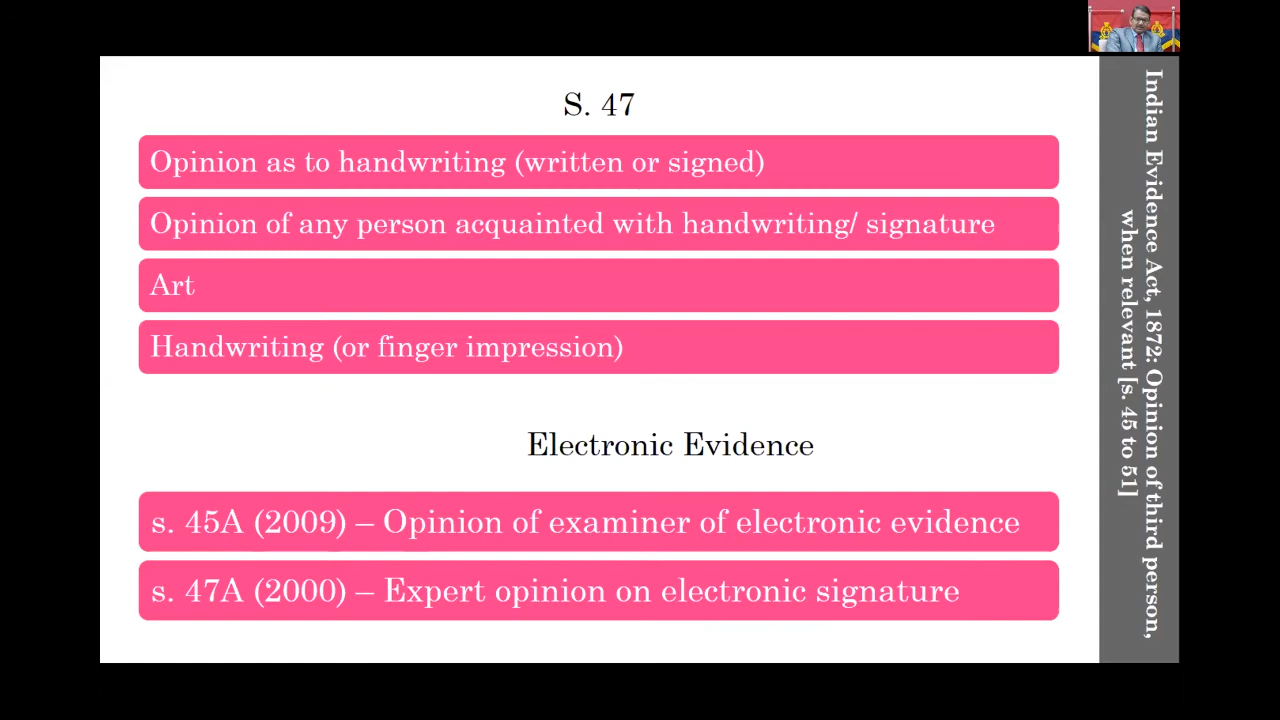 S. 47
Opinion as to handwriting (written or signed)
Opinion of any person acquainted with handwriting/ signature
Art
Handwriting (or finger impression)
Electronic Evidence
s. 45A (2009) – Opinion of examiner of electronic evidence
s. 47A (2000) – Expert opinion on electronic signature
Indian Evidence Act, 1872: Opinion of third person,
when relevant [s. 45 to 51]